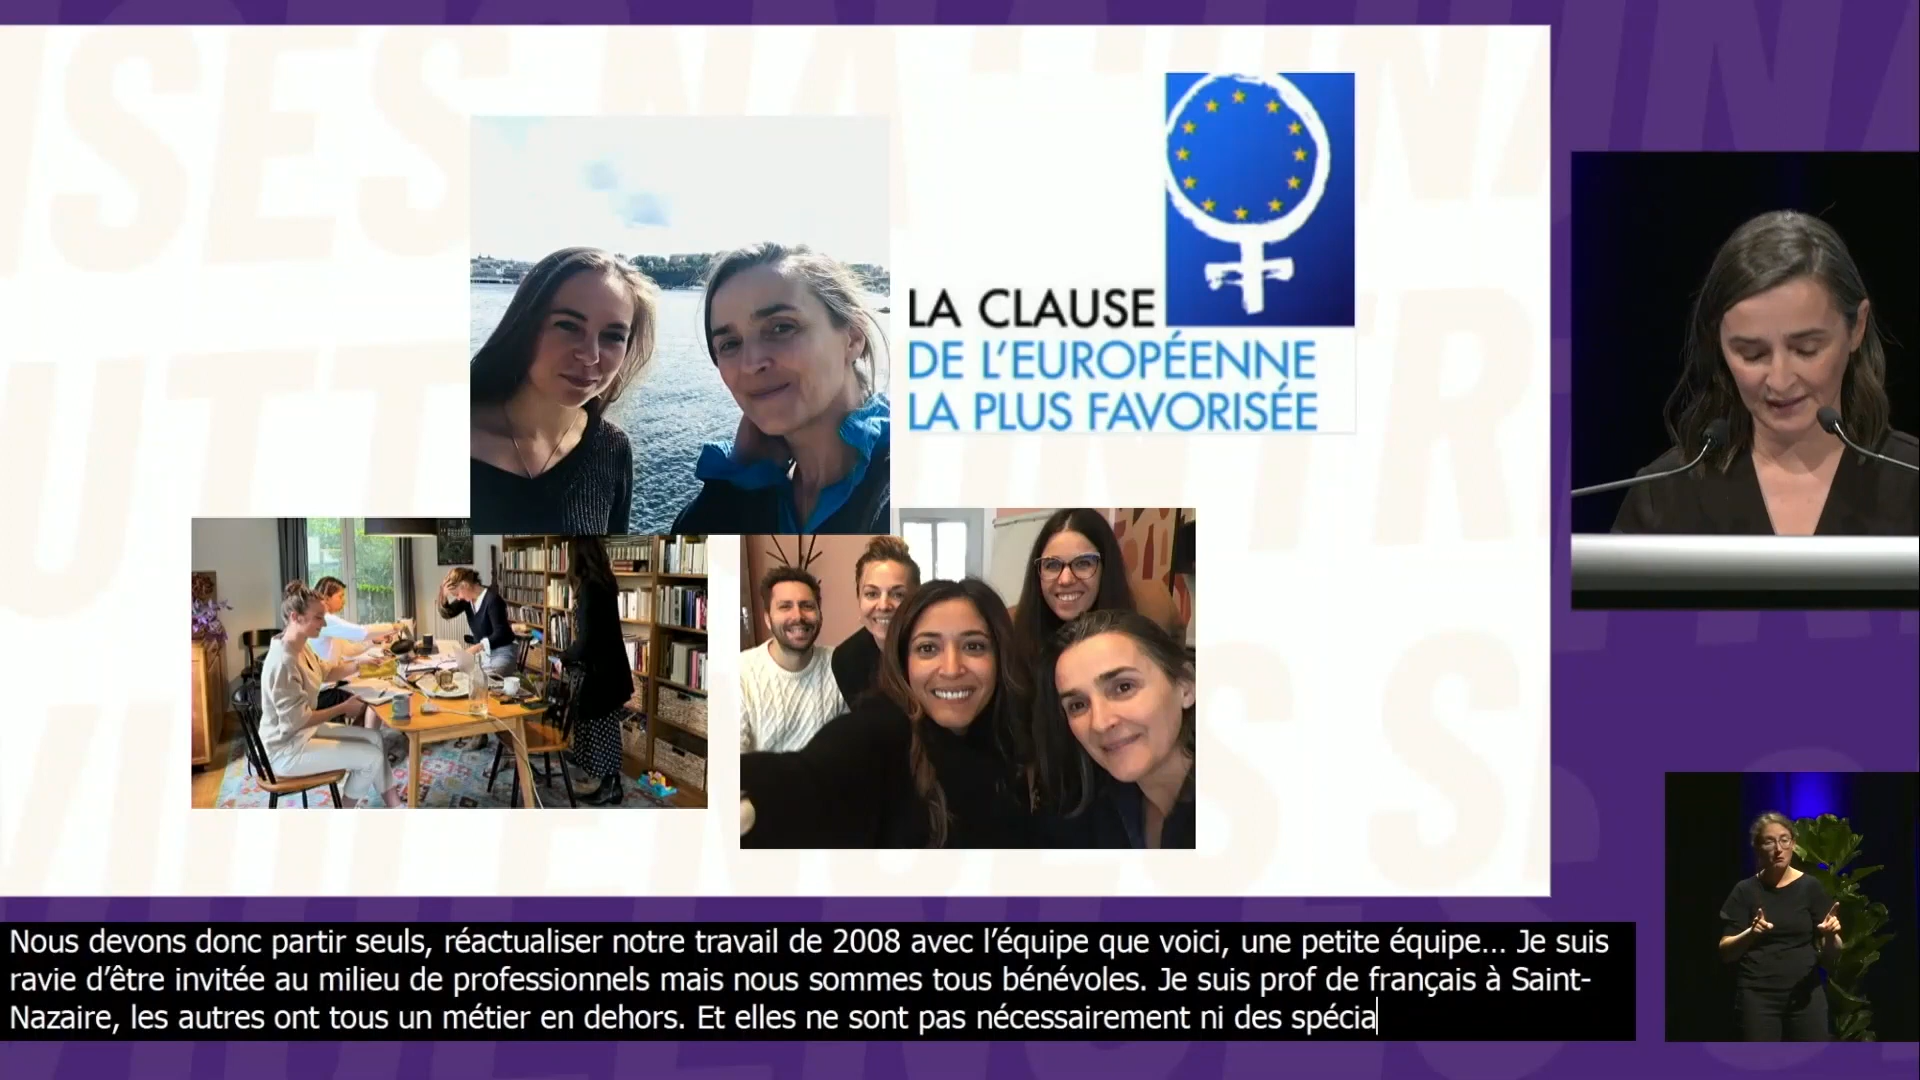 LA CLAUSE
DE L’EUROPÉENNE
LA PLUS FAVORISÉE
Nous devons donc partir seuls, réactualiser notre travail de 2008 avec l’équipe que voici, une petite équipe... Je suis
ravie d’être invitée au milieu de professionnels mais nous sommes tous bénévoles. Je suis prof de français à Saint-
Nazaire, les autres ont tous un métier en dehors. Et elles ne sont pas nécessairement ni des spécia